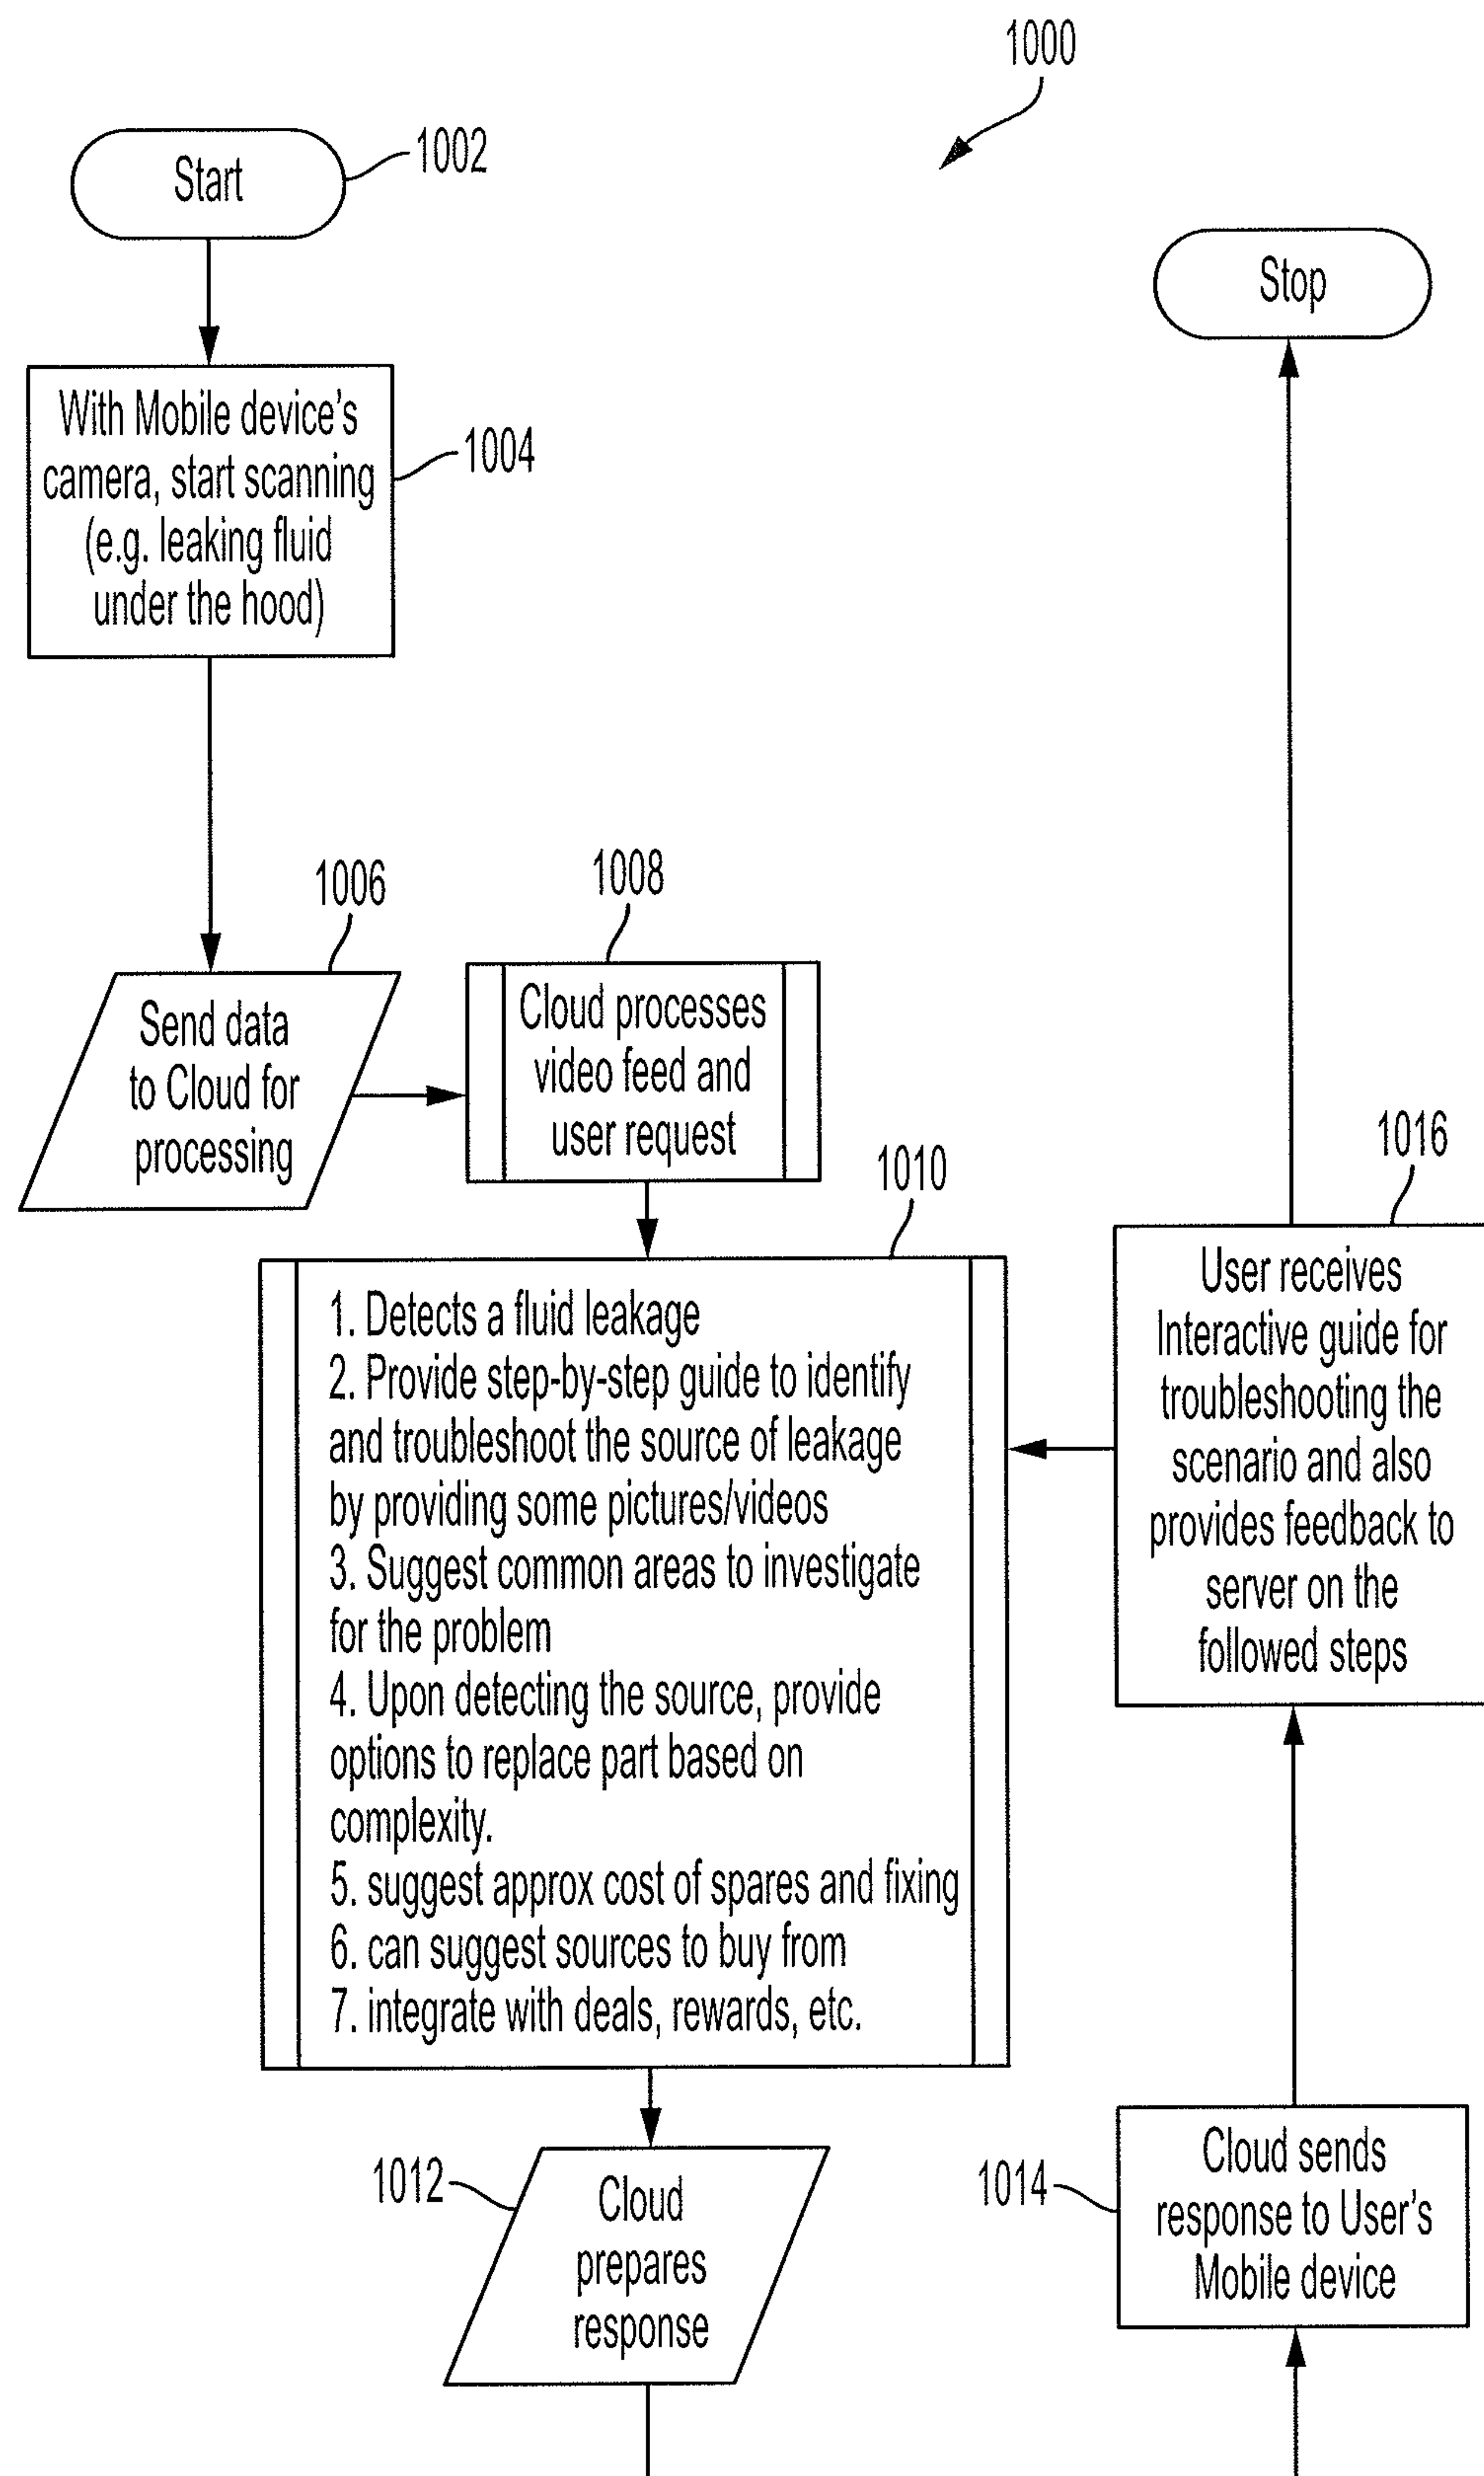 1000
Start
1002
With Mobile device's
camera, start scanning
(e.g. leaking fluid
under the hood)
1004
1006
Send data
to Cloud for
processing
1008
Cloud processes
video feed and
user request
1010
1. Detects a fluid leakage
2. Provide step-by-step guide to identify
and troubleshoot the source of leakage
by providing some pictures/videos
3. Suggest common areas to investigate
for the problem
4. Upon detecting the source, provide
options to replace part based on
complexity.
5. suggest approx cost of spares and fixing
6. can suggest sources to buy from
7. integrate with deals, rewards, etc.
1012
Cloud
prepares
response
1014
Cloud sends
response to User's
Mobile device
1016
User receives
Interactive guide for
troubleshooting the
scenario and also
provides feedback to
server on the
followed steps
Stop